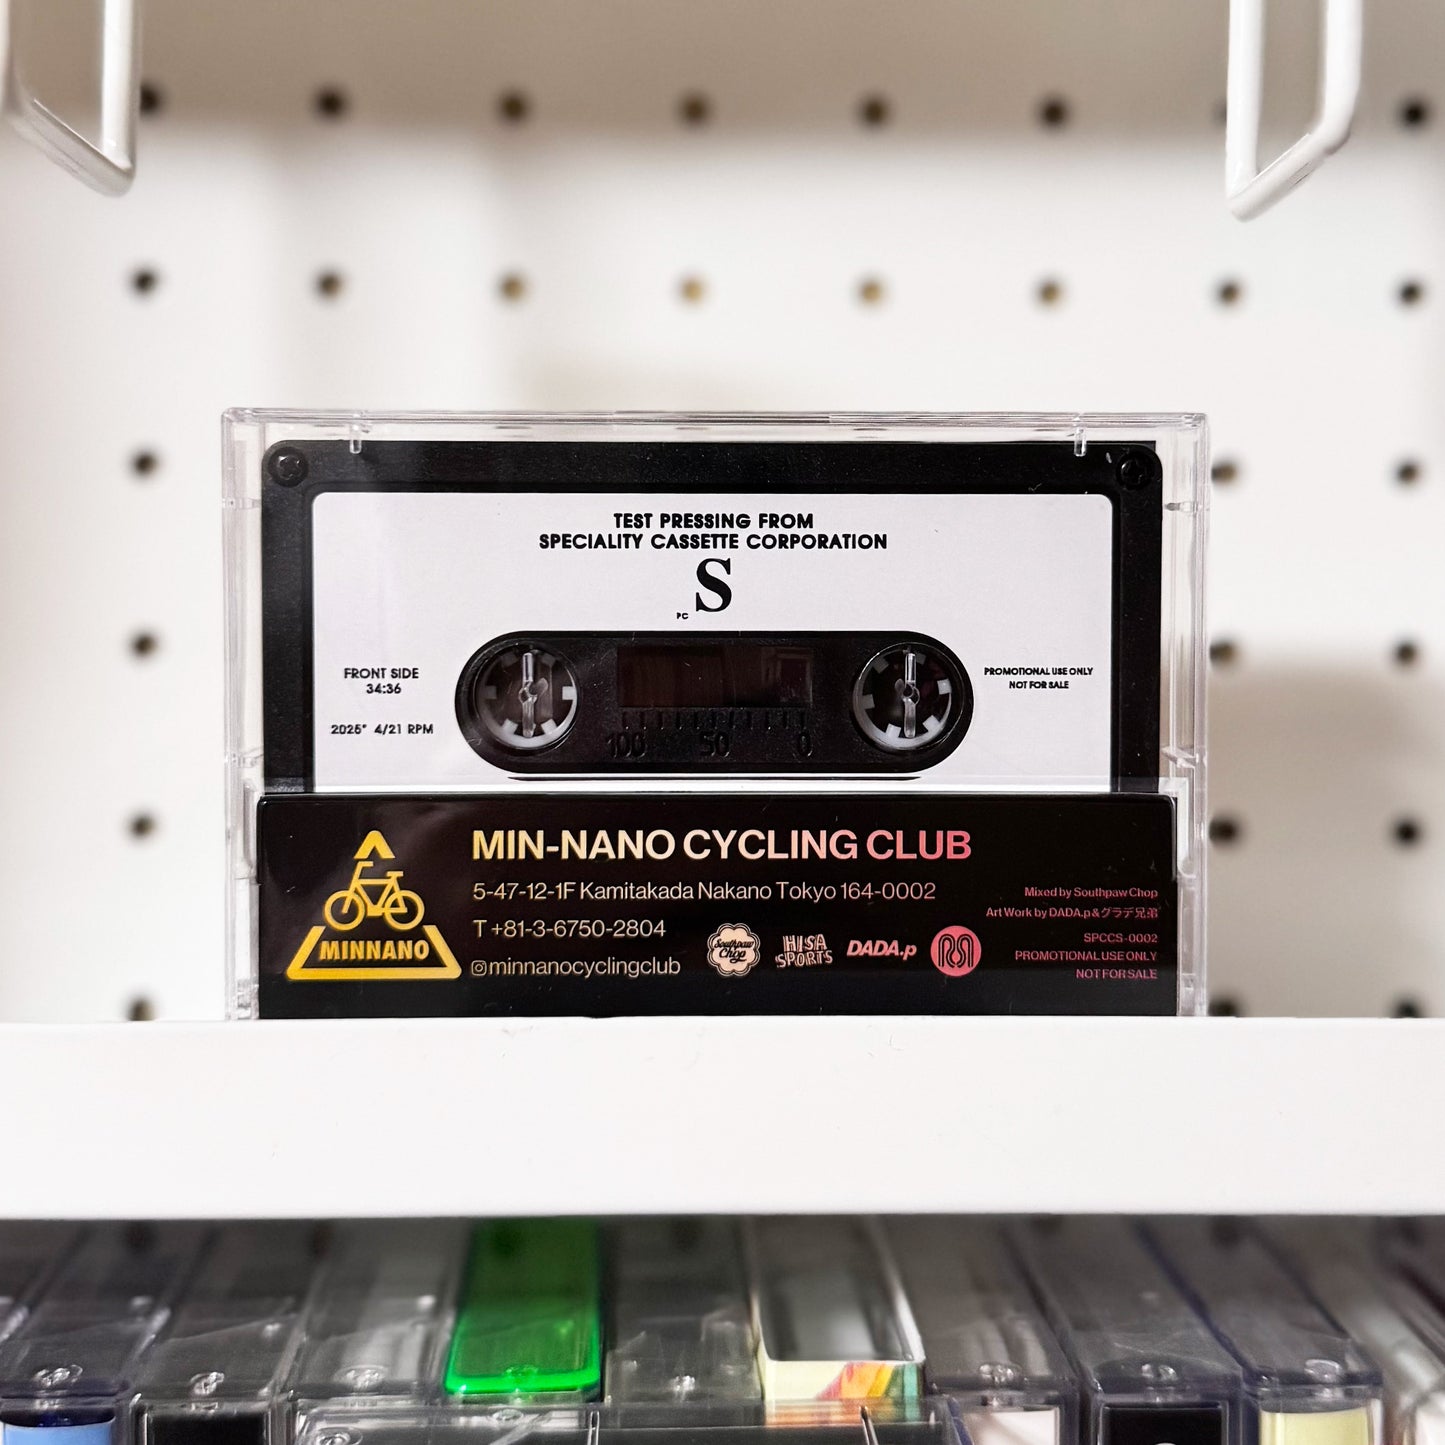 TEST PRESSING FROM
SPECIALITY CASSETTE CORPORATION
PC S
FRONT SIDE
34:36
2025" 4/21 RPM
PROMOTIONAL USE ONLY
NOT FOR SALE
100 50 0
MINNANO
MIN-NANO CYCLING CLUB
5-47-12-1F Kamitakada Nakano Tokyo 164-0002
T +81-3-6750-2804
minnanocyclingclub
Southpaw
Chop
HISA
SPORTS
DADA.p
Mixed by Southpaw Chop
Art Work by DADA.p&グラデ兄弟
SPCCS-0002
PROMOTIONAL USE ONLY
NOT FOR SALE